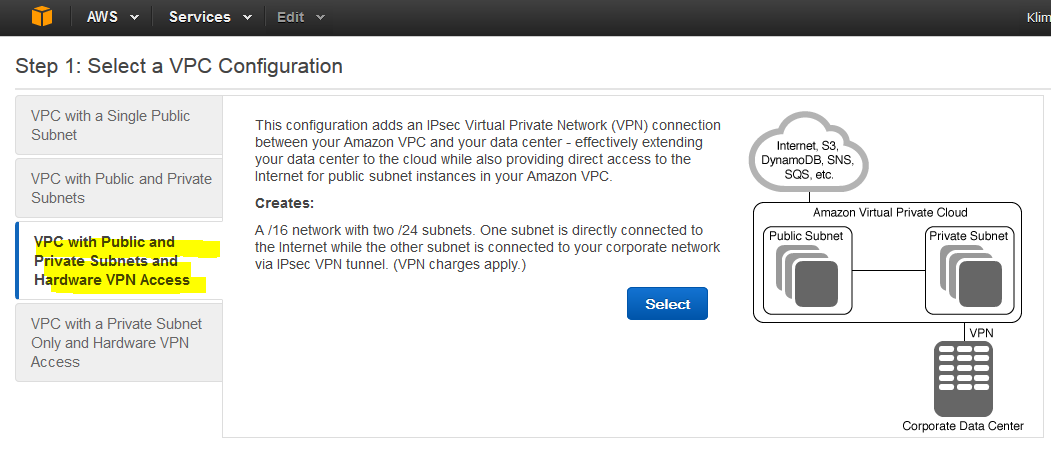 AWS Services Edit Klim
Step 1: Select a VPC Configuration
VPC with a Single Public
Subnet
VPC with Public and Private
Subnets
VPC with Public and
Private Subnets and
Hardware VPN Access
VPC with a Private Subnet
Only and Hardware VPN
Access
This configuration adds an IPsec Virtual Private Network (VPN) connection
between your Amazon VPC and your data center - effectively extending
your data center to the cloud while also providing direct access to the
Internet for public subnet instances in your Amazon VPC.
Creates:
A /16 network with two /24 subnets. One subnet is directly connected to
the Internet while the other subnet is connected to your corporate network
via IPsec VPN tunnel. (VPN charges apply.)
Select
Internet, S3,
DynamoDB, SNS,
SQS, etc.
Amazon Virtual Private Cloud
Public Subnet
Private Subnet
VPN
Corporate Data Center